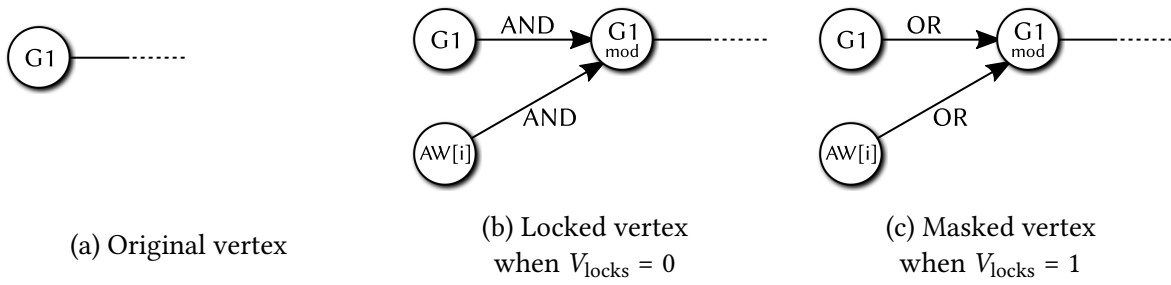 G1
(a) Original vertex
G1
AND
G1
mod
AND
AW[i]
(b) Locked vertex
when V_locks = 0
G1
OR
G1
mod
OR
AW[i]
(c) Masked vertex
when V_locks = 1